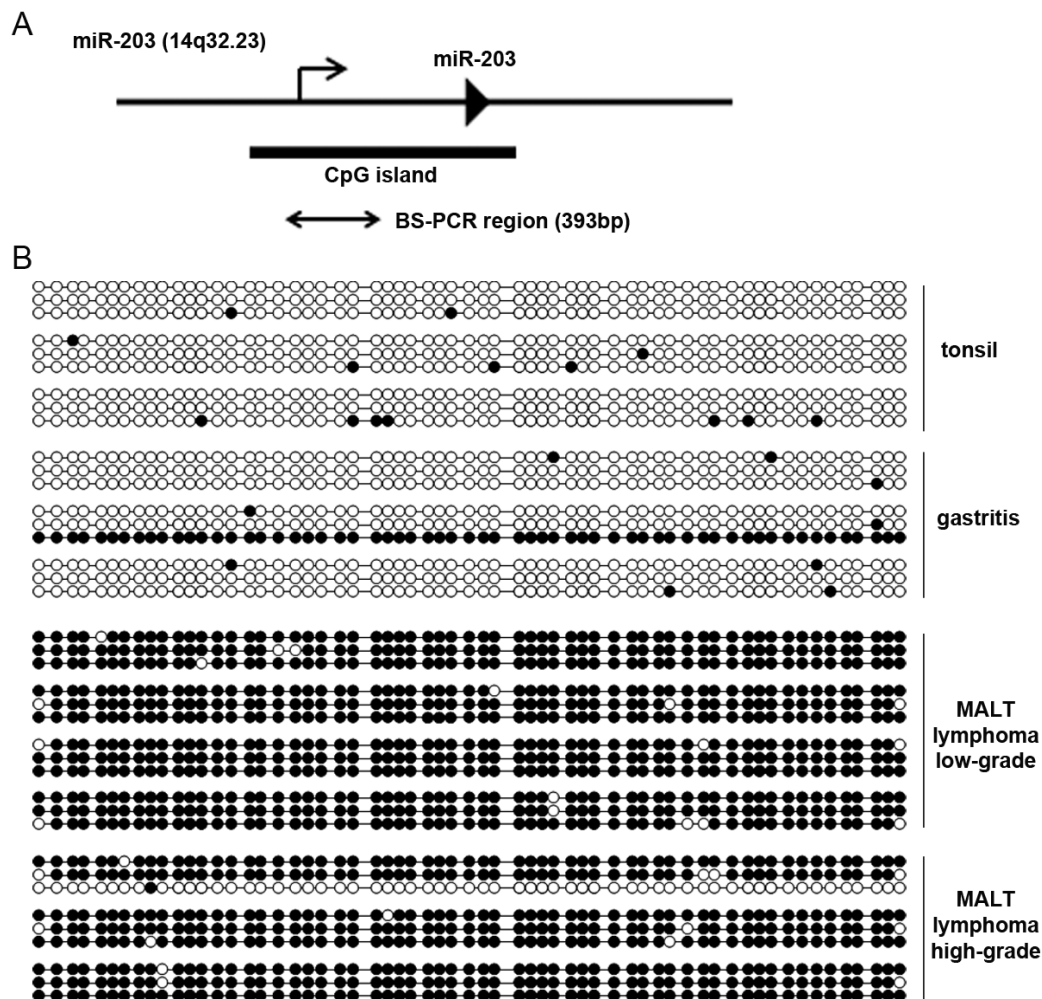 A
miR-203 (14q32.23)
miR-203
CpG island
BS-PCR region (393bp)
B
tonsil
gastritis
MALT
lymphoma
low-grade
MALT
lymphoma
high-grade